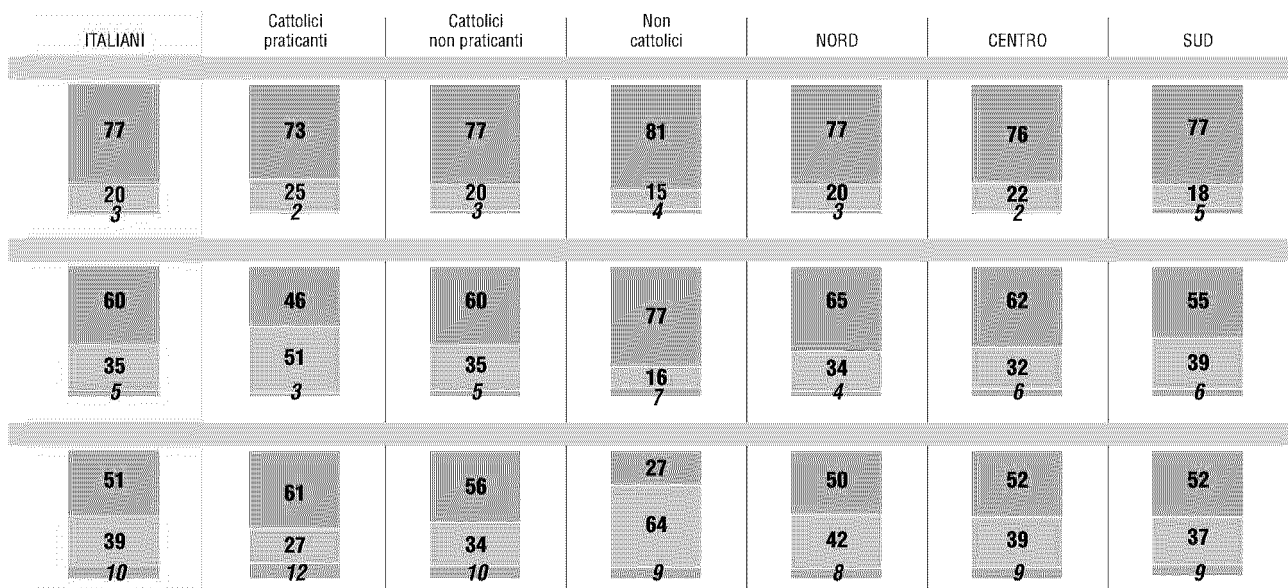 ITALIANI
Cattolici
praticanti
Cattolici
non praticanti
Non
cattolici
NORD
CENTRO
SUD
77 73 77 81 77 76 77
20 25 20 15 20 22 18
3 2 3 4 3 2 5
60 46 60 77 65 62 55
35 51 35 16 34 32 39
5 3 5 7 4 6 6
51 61 56 27 50 52 52
39 27 34 64 42 39 37
10 12 10 9 8 9 9